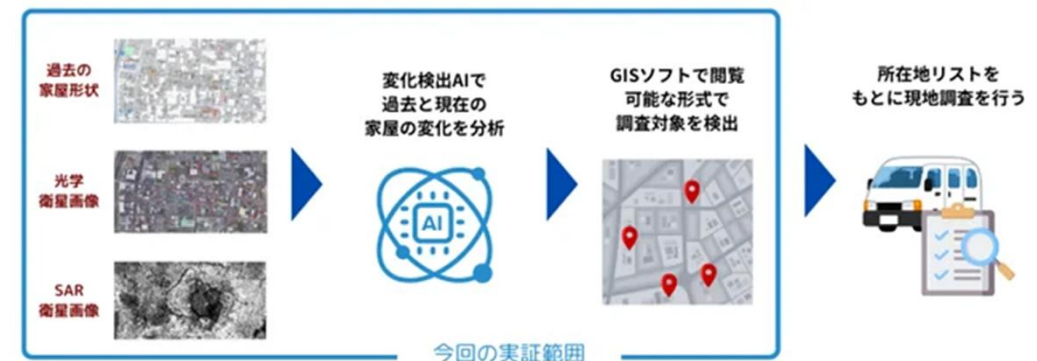 過去の
家屋形状
光学
衛星画像
SAR
衛星画像
変化検出AIで
過去と現在の
家屋の変化を分析
AI
GISソフトで閲覧
可能な形式で
調査対象を検出
所在地リストを
もとに現地調査を行う
今回の実証範囲